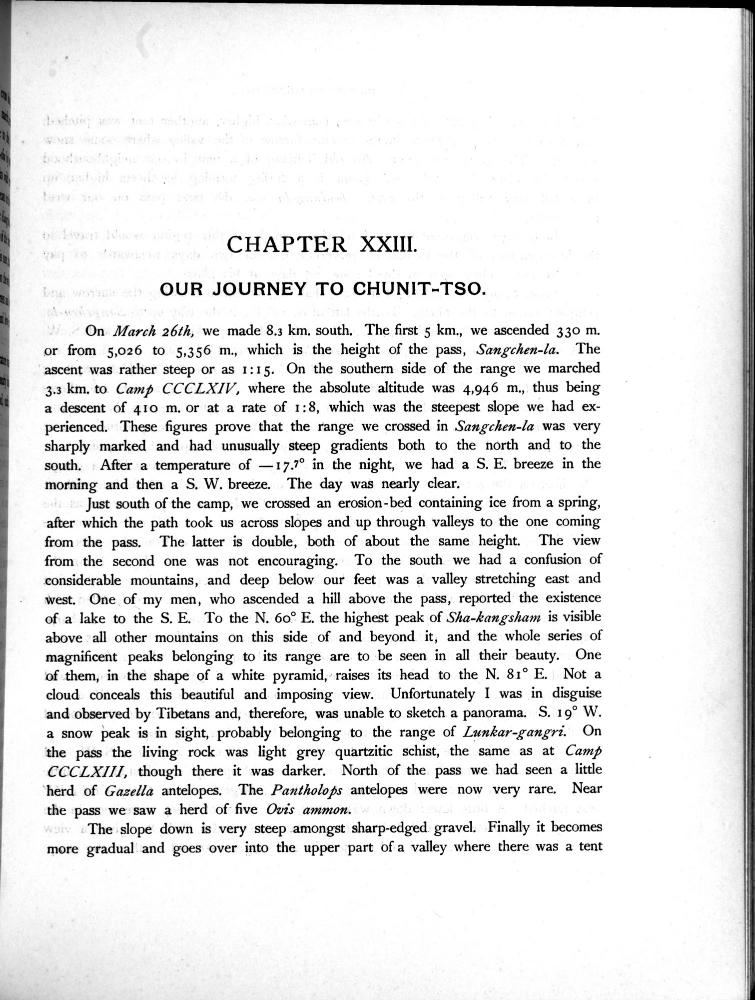 CHAPTER XXIII.
OUR JOURNEY TO CHUNIT-TSO.
On March 26th, we made 8.3 km. south. The first 5 km., we ascended 330 m.
or from 5,026 to 5,356 m., which is the height of the pass, Sangchen-la. The
ascent was rather steep or as 1:15. On the southern side of the range we marched
3.3 km. to Camp CCCLXIV, where the absolute altitude was 4,946 m., thus being
a descent of 410 m. or at a rate of 1:8, which was the steepest slope we had ex-
perienced. These figures prove that the range we crossed in Sangchen-la was very
sharply marked and had unusually steep gradients both to the north and to the
south. After a temperature of —17.7° in the night, we had a S. E. breeze in the
morning and then a S. W. breeze. The day was nearly clear.
Just south of the camp, we crossed an erosion-bed containing ice from a spring,
after which the path took us across slopes and up through valleys to the one coming
from the pass. The latter is double, both of about the same height. The view
from the second one was not encouraging. To the south we had a confusion of
considerable mountains, and deep below our feet was a valley stretching east and
west. One of my men, who ascended a hill above the pass, reported the existence
of a lake to the S. E. To the N. 60° E. the highest peak of Sha-kangsham is visible
above all other mountains on this side of and beyond it, and the whole series of
magnificent peaks belonging to its range are to be seen in all their beauty. One
of them, in the shape of a white pyramid, raises its head to the N. 81° E. Not a
cloud conceals this beautiful and imposing view. Unfortunately I was in disguise
and observed by Tibetans and, therefore, was unable to sketch a panorama. S. 19° W.
a snow peak is in sight, probably belonging to the range of Lunkar-gangri. On
the pass the living rock was light grey quartzitic schist, the same as at Camp
CCCLXIII, though there it was darker. North of the pass we had seen a little
herd of Gazella antelopes. The Pantholops antelopes were now very rare. Near
the pass we saw a herd of five Ovis ammon.
The slope down is very steep amongst sharp-edged gravel. Finally it becomes
more gradual and goes over into the upper part of a valley where there was a tent